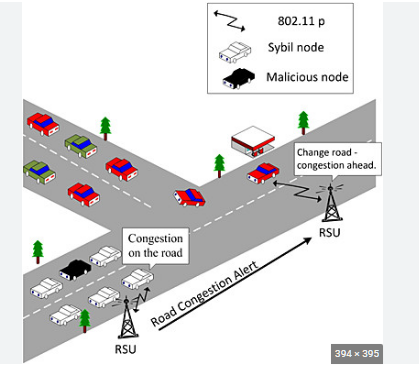 802.11 p
Sybil node
Malicious node
Change road -
congestion ahead.
RSU
Congestion
on the road
Road Congestion Alert
RSU
394 × 395